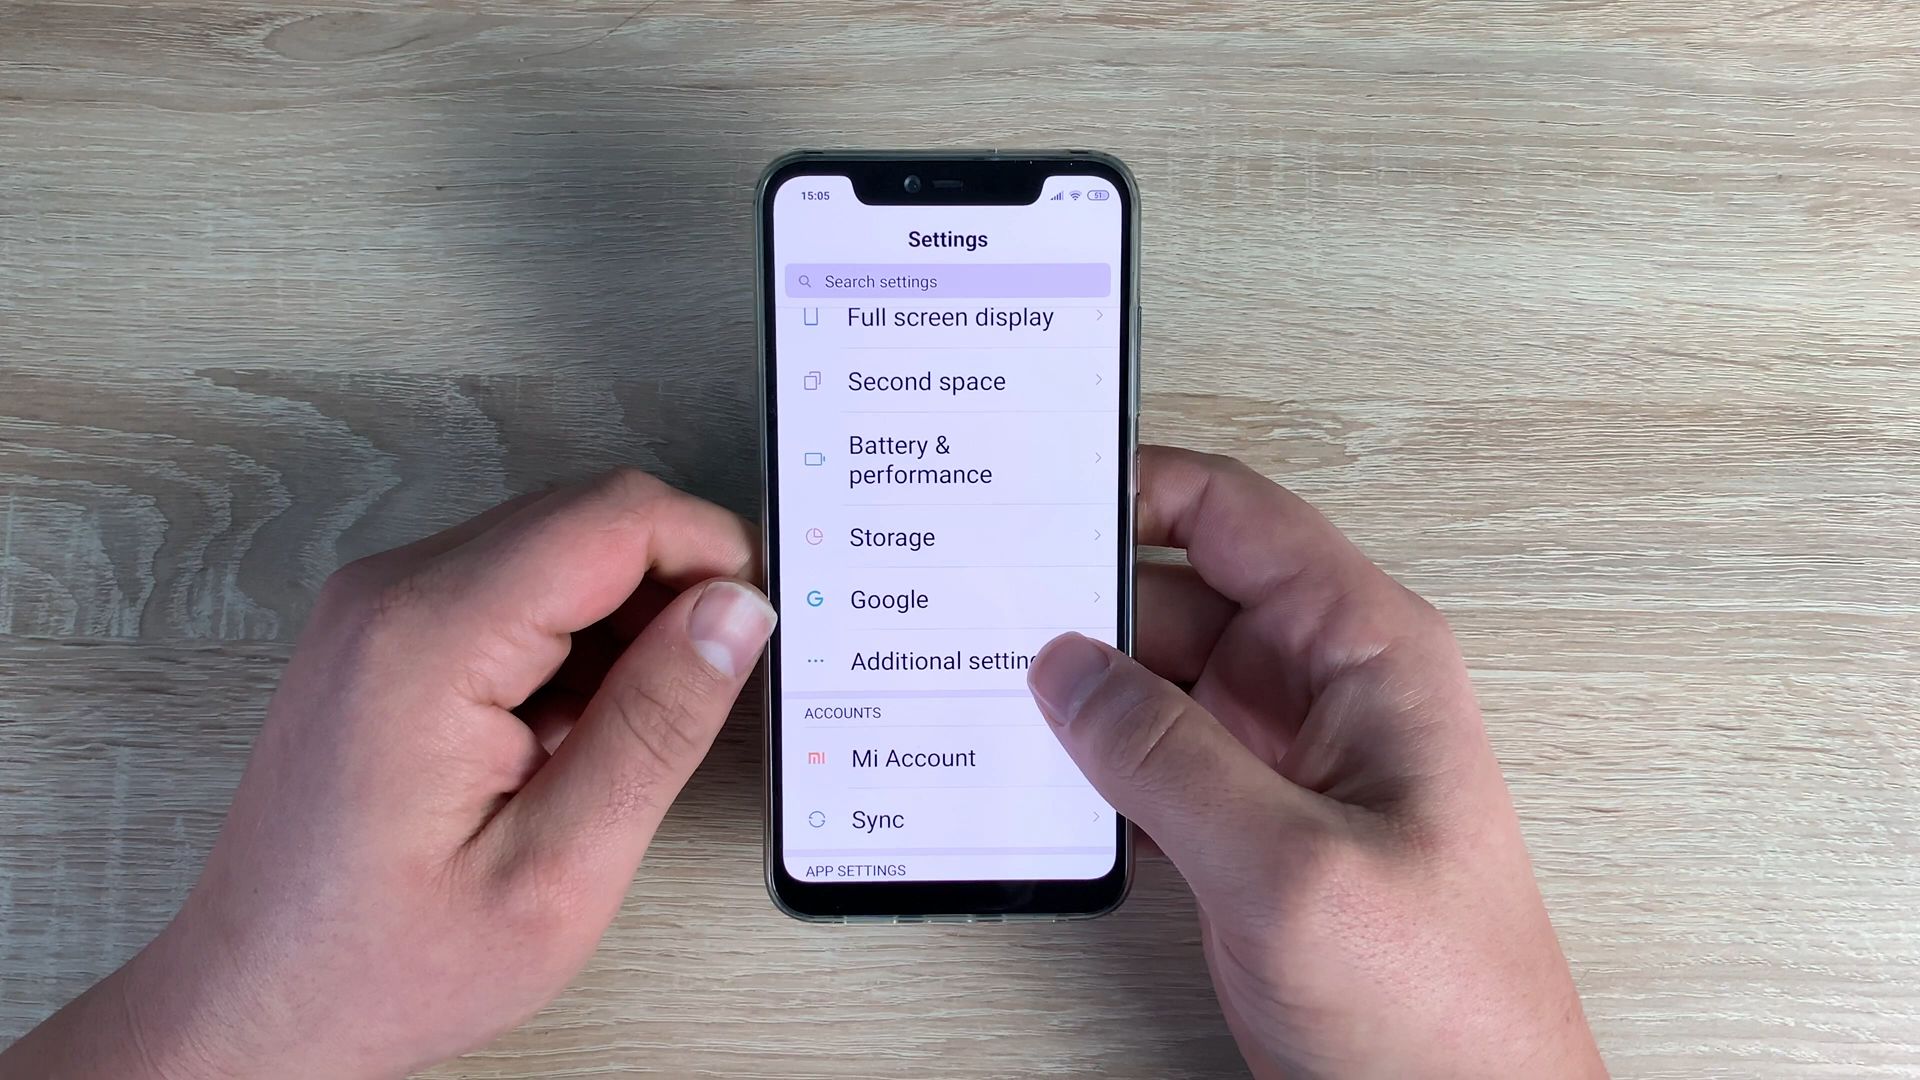 15:05
51
Settings
Search settings
Full screen display
Second space
Battery &
performance
Storage
Google
Additional settin
ACCOUNTS
Mi Account
Sync
APP SETTINGS